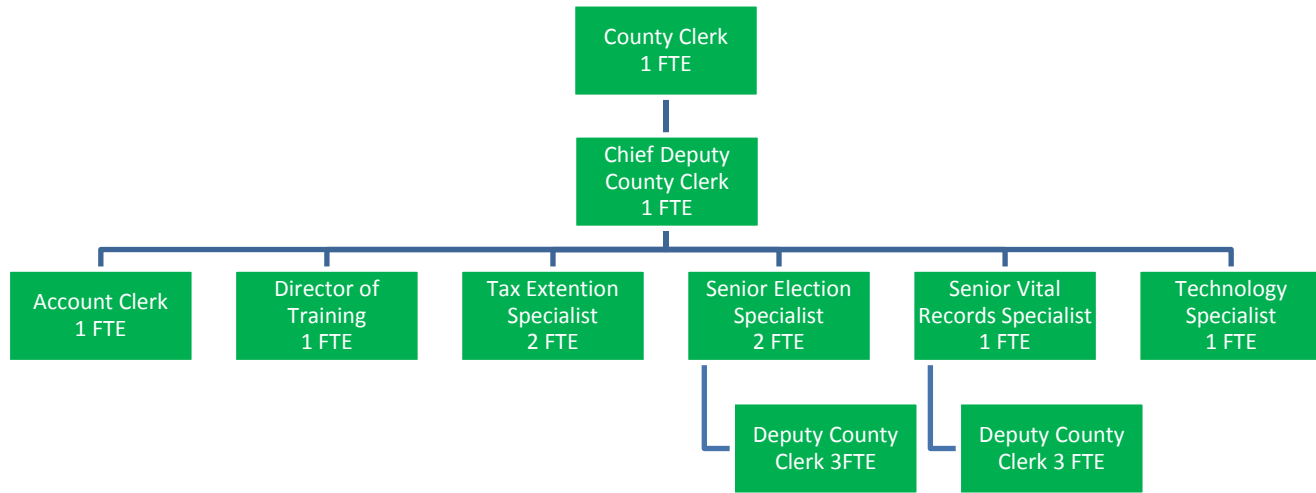 County Clerk
1 FTE
Chief Deputy
County Clerk
1 FTE
Account Clerk
1 FTE
Director of
Training
1 FTE
Tax Extention
Specialist
2 FTE
Senior Election
Specialist
2 FTE
Senior Vital
Records Specialist
1 FTE
Technology
Specialist
1 FTE
Deputy County
Clerk 3FTE
Deputy County
Clerk 3 FTE